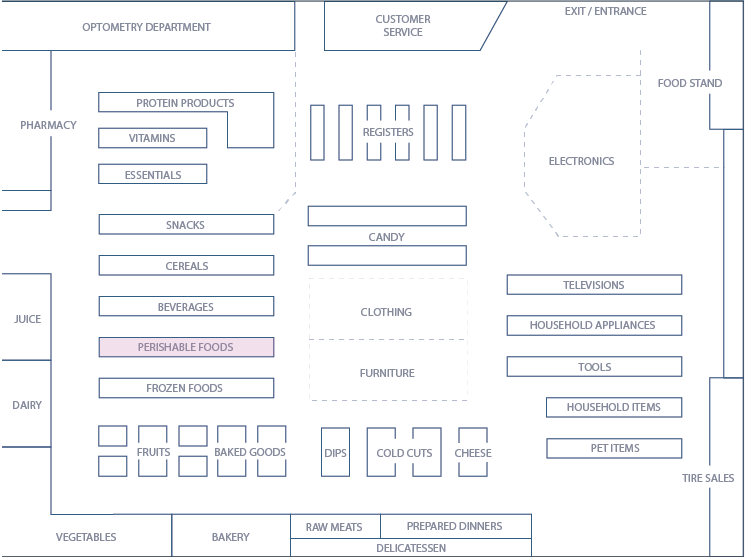 OPTOMETRY DEPARTMENT
CUSTOMER
SERVICE
EXIT / ENTRANCE
FOOD STAND
PHARMACY
PROTEIN PRODUCTS
VITAMINS
ESSENTIALS
REGISTERS
ELECTRONICS
SNACKS
CANDY
CEREALS
BEVERAGES
JUICE
CLOTHING
TELEVISIONS
HOUSEHOLD APPLIANCES
PERISHABLE FOODS
FURNITURE
TOOLS
FROZEN FOODS
DAIRY
HOUSEHOLD ITEMS
FRUITS
BAKED GOODS
DIPS
COLD CUTS
CHEESE
PET ITEMS
TIRE SALES
VEGETABLES
BAKERY
RAW MEATS
PREPARED DINNERS
DELICATESSEN